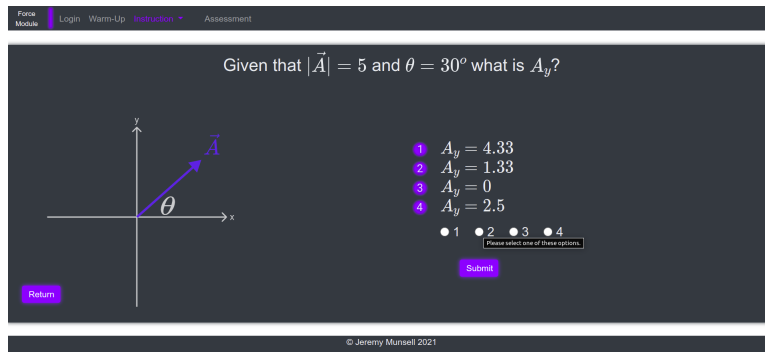 Force Module
Login Warm-Up Instruction Assessment
Given that |A⃗| = 5 and θ = 30º what is A_y?
y
A⃗
θ
x
1 A_y = 4.33
2 A_y = 1.33
3 A_y = 0
4 A_y = 2.5
1 2 3 4
Please select one of these options.
Submit
Return
© Jeremy Munsell 2021